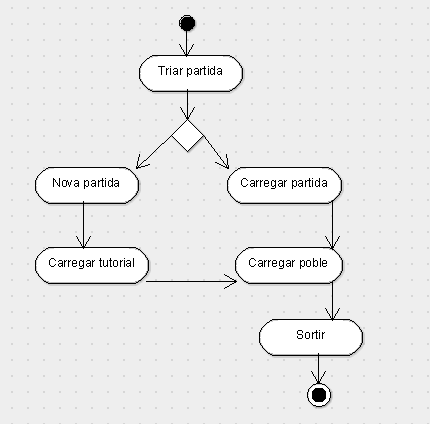 Triar partida
Nova partida
Carregar partida
Carregar tutorial
Carregar poble
Sortir